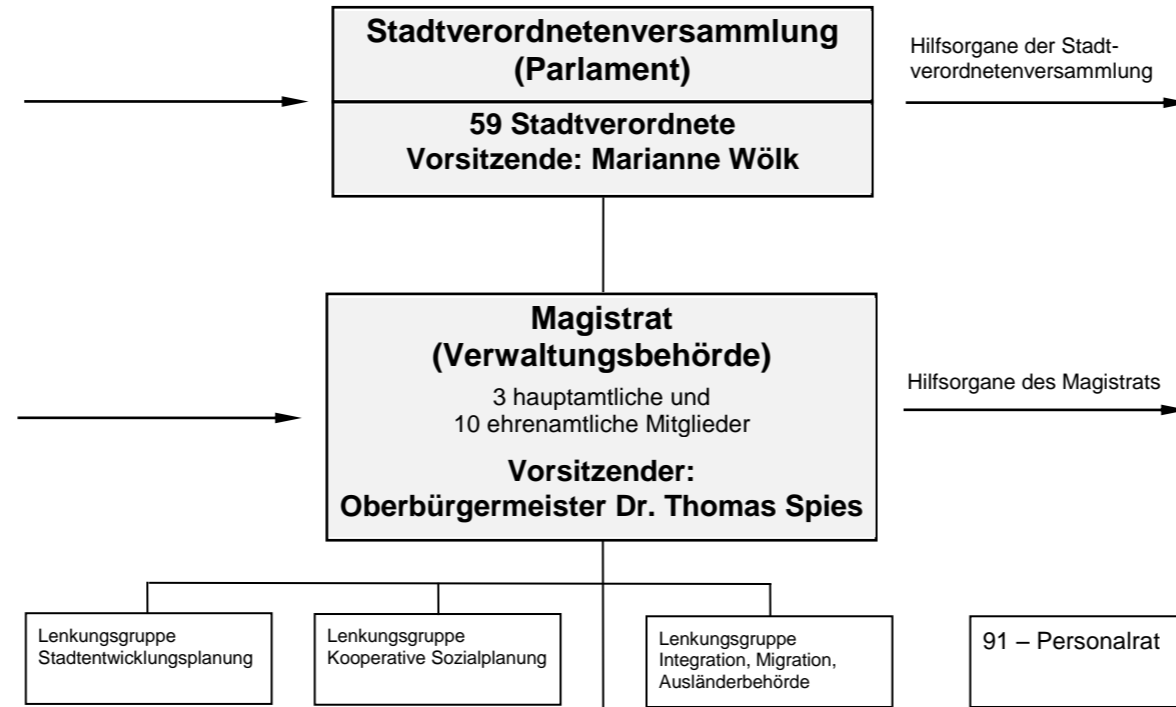 Stadtverordnetenversammlung
(Parlament)
59 Stadtverordnete
Vorsitzende: Marianne Wölk
Hilfsorgane der Stadt-
verordnetenversammlung
Magistrat
(Verwaltungsbehörde)
3 hauptamtliche und
10 ehrenamtliche Mitglieder
Vorsitzender:
Oberbürgermeister Dr. Thomas Spies
Hilfsorgane des Magistrats
Lenkungsgruppe
Stadtentwicklungsplanung
Lenkungsgruppe
Kooperative Sozialplanung
Lenkungsgruppe
Integration, Migration,
Ausländerbehörde
91 – Personalrat